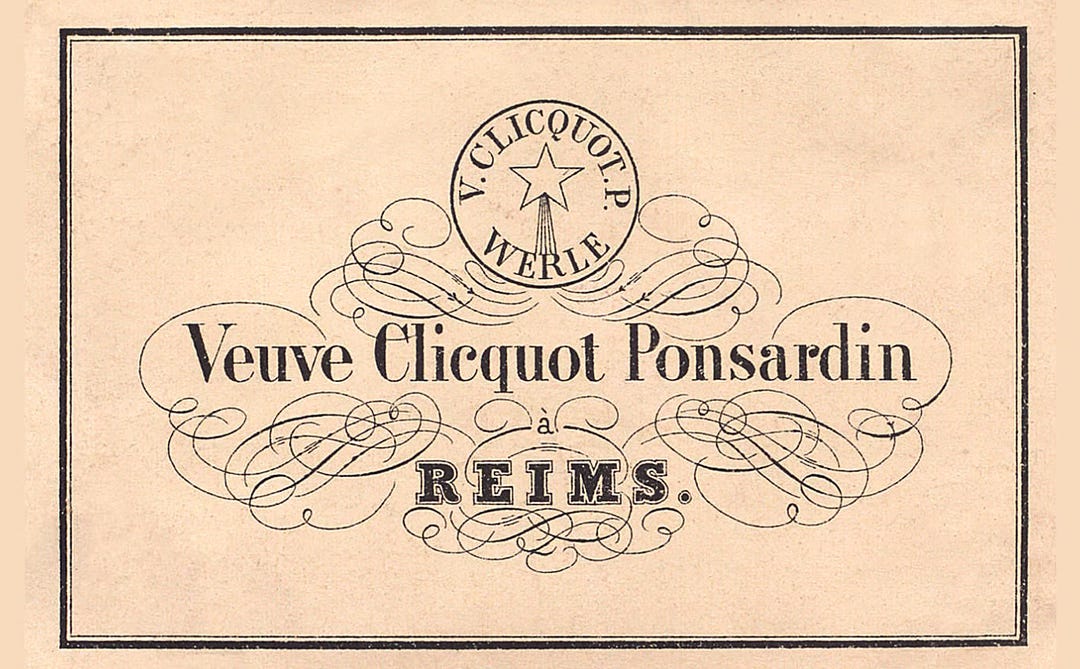 V. CLICQUOT. P.
WERLE
Veuve Clicquot Ponsardin
à
REIMS.